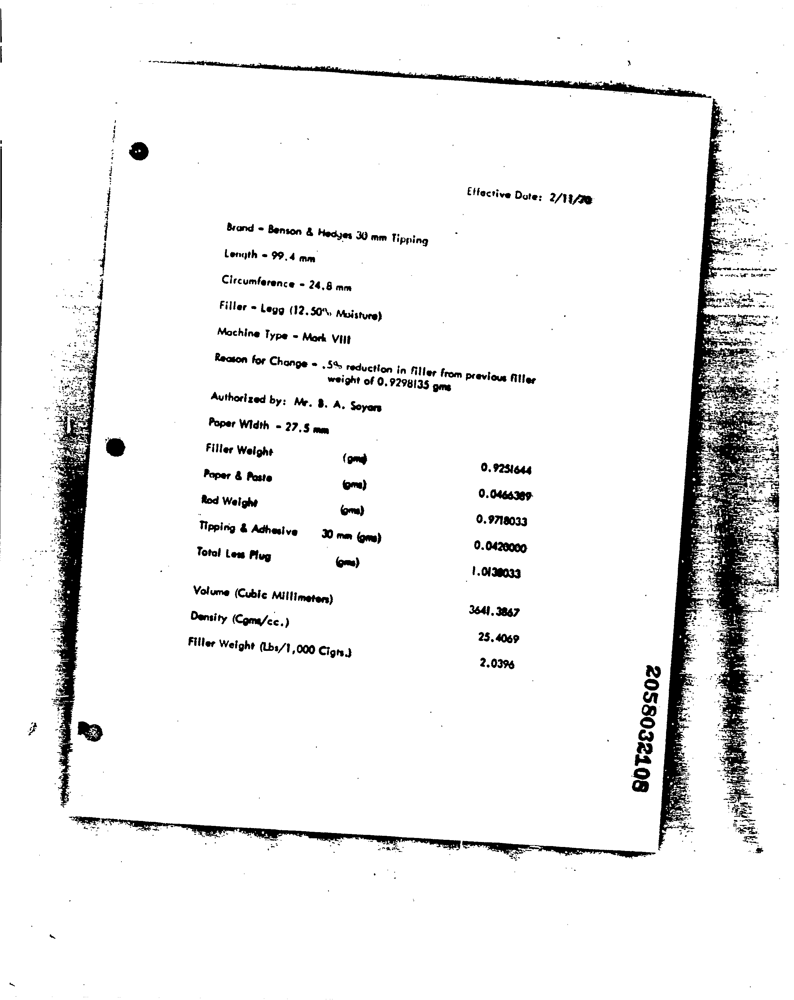 Effective Date: 2/11/70
Brand - Benson & Hedges 30 mm Tipping
Length - 99.4 mm
Circumference - 24.8 mm
Filler - Legg (12.50% Moisture)
Machine Type - Mark VIII
Reason for Change - .5% reduction in filler from previous filler
weight of 0.9298135 gms
Authorized by: Mr. B. A. Soyars
Paper Width - 27.5 mm
Filler Weight (gms) 0.9251644
Paper & Paste (gms) 0.0466389
Rod Weight (gms) 0.9718033
Tipping & Adhesive 30 mm (gms) 0.0420000
Total Less Plug (gms) 1.0138033
Volume (Cubic Millimeters) 3641.3867
Density (Cgms/cc.) 25.4069
Filler Weight (Lbs/1,000 Cigts.) 2.0396
2058032108